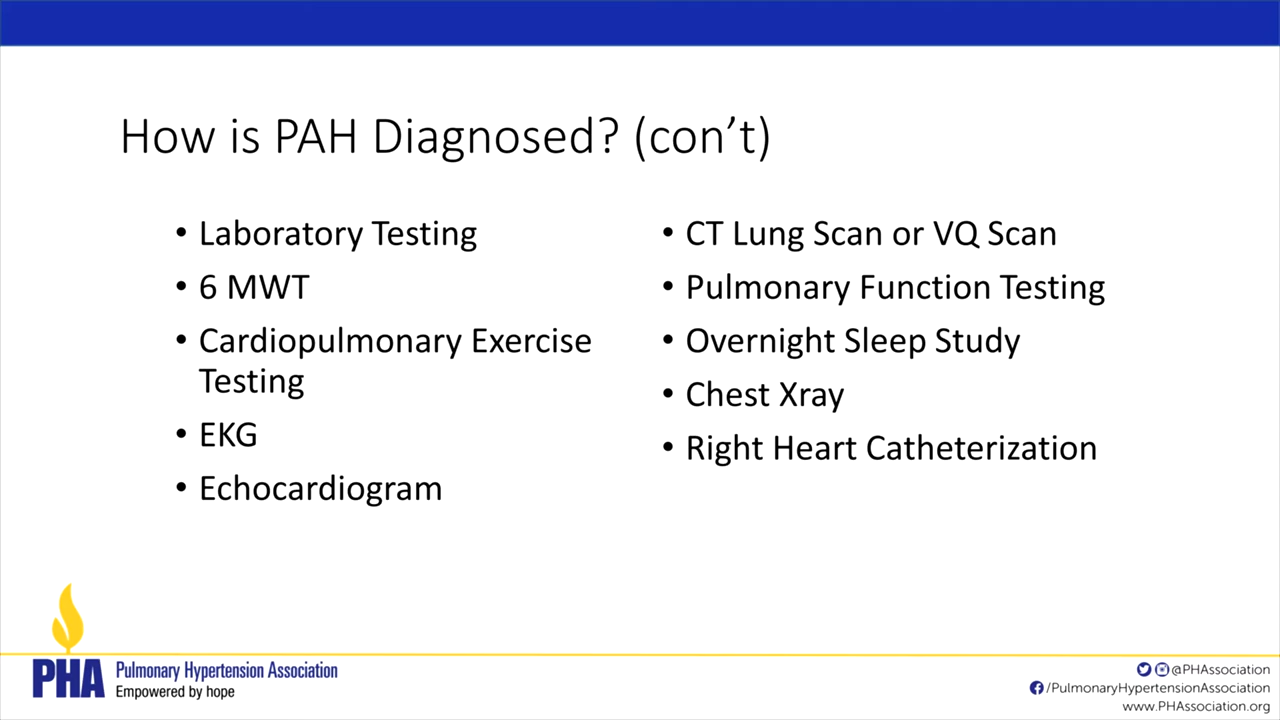 How is PAH Diagnosed? (con’t)
• Laboratory Testing
• 6 MWT
• Cardiopulmonary Exercise
Testing
• EKG
• Echocardiogram
• CT Lung Scan or VQ Scan
• Pulmonary Function Testing
• Overnight Sleep Study
• Chest Xray
• Right Heart Catheterization
PHA
Pulmonary Hypertension Association
Empowered by hope
@PHAssociation
/PulmonaryHypertensionAssociation
www.PHAssociation.org